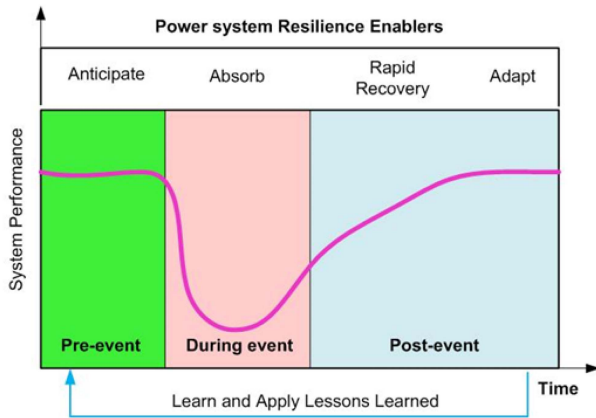 Power system Resilience Enablers
Anticipate
Absorb
Rapid
Recovery
Adapt
System Performance
Pre-event
During event
Post-event
Time
Learn and Apply Lessons Learned